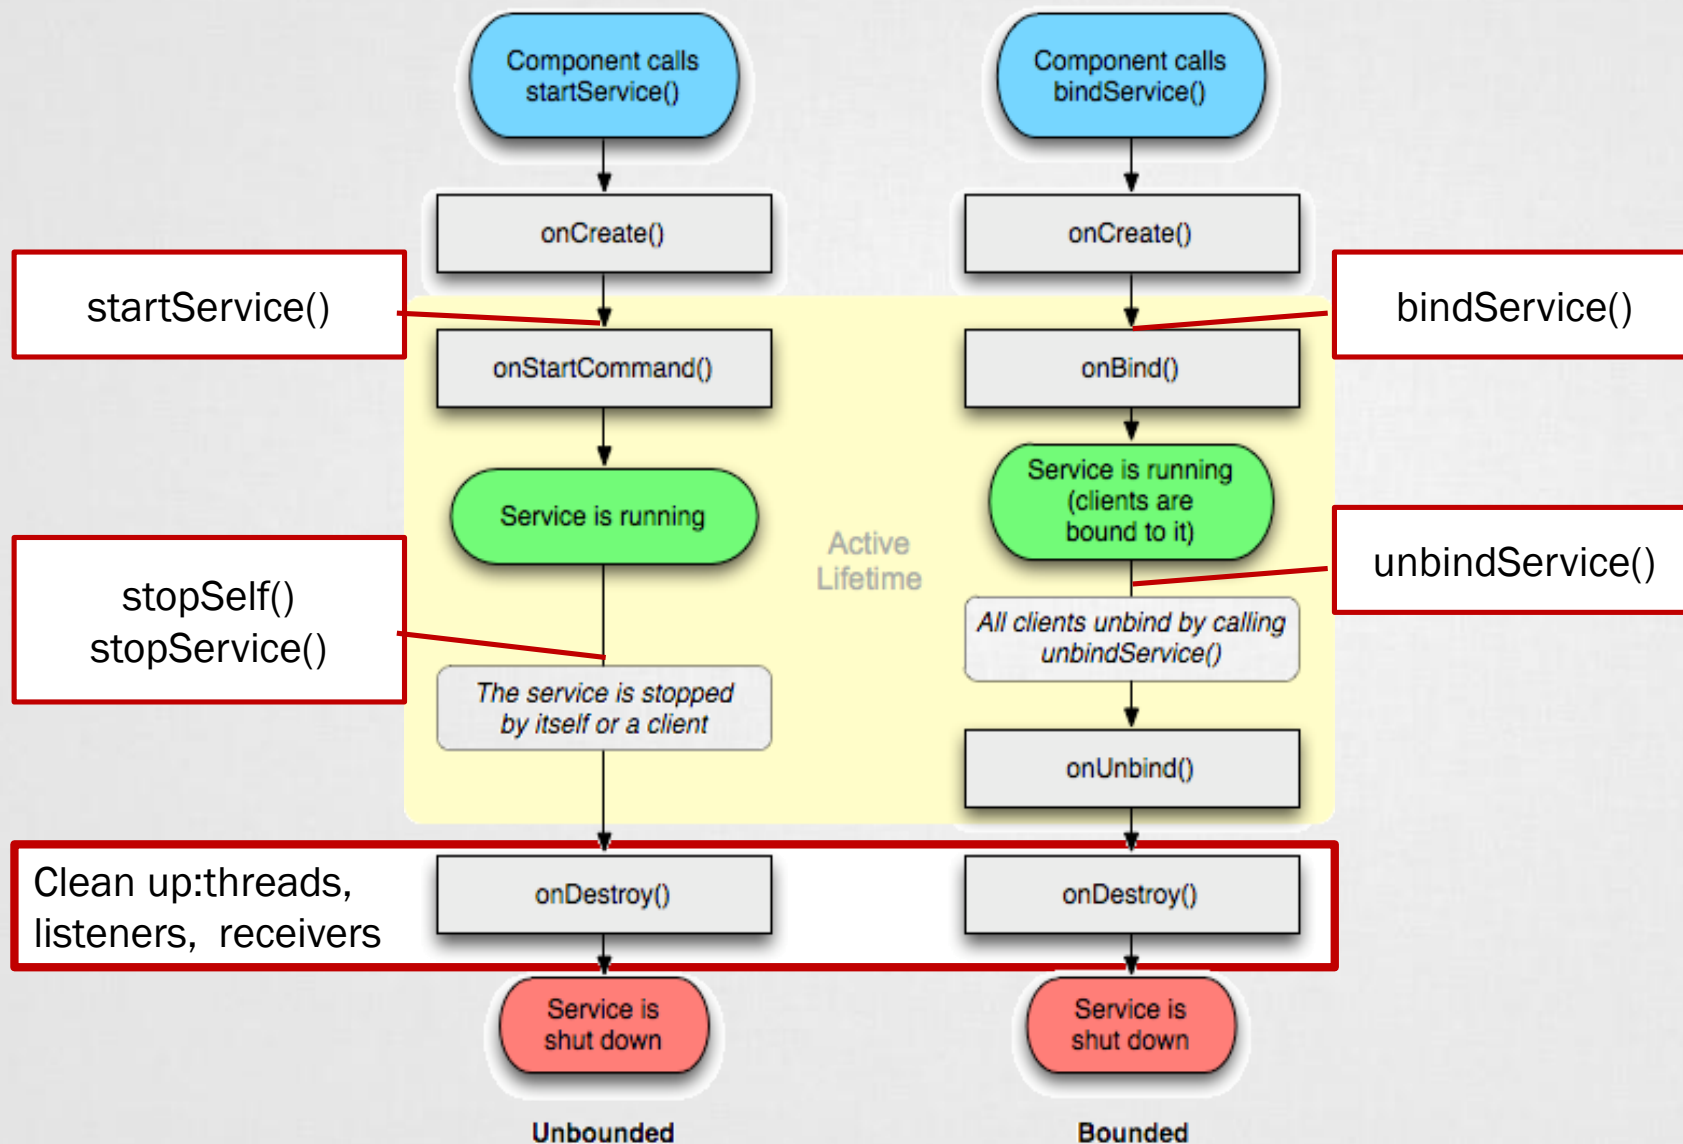 Component calls
startService()
Component calls
bindService()
onCreate()
onCreate()
startService()
bindService()
onStartCommand()
onBind()
Service is running
Service is running
(clients are
bound to it)
Active
Lifetime
stopSelf()
stopService()
unbindService()
All clients unbind by calling
unbindService()
The service is stopped
by itself or a client
onUnbind()
Clean up:threads,
listeners, receivers
onDestroy()
onDestroy()
Service is
shut down
Service is
shut down
Unbounded
Bounded